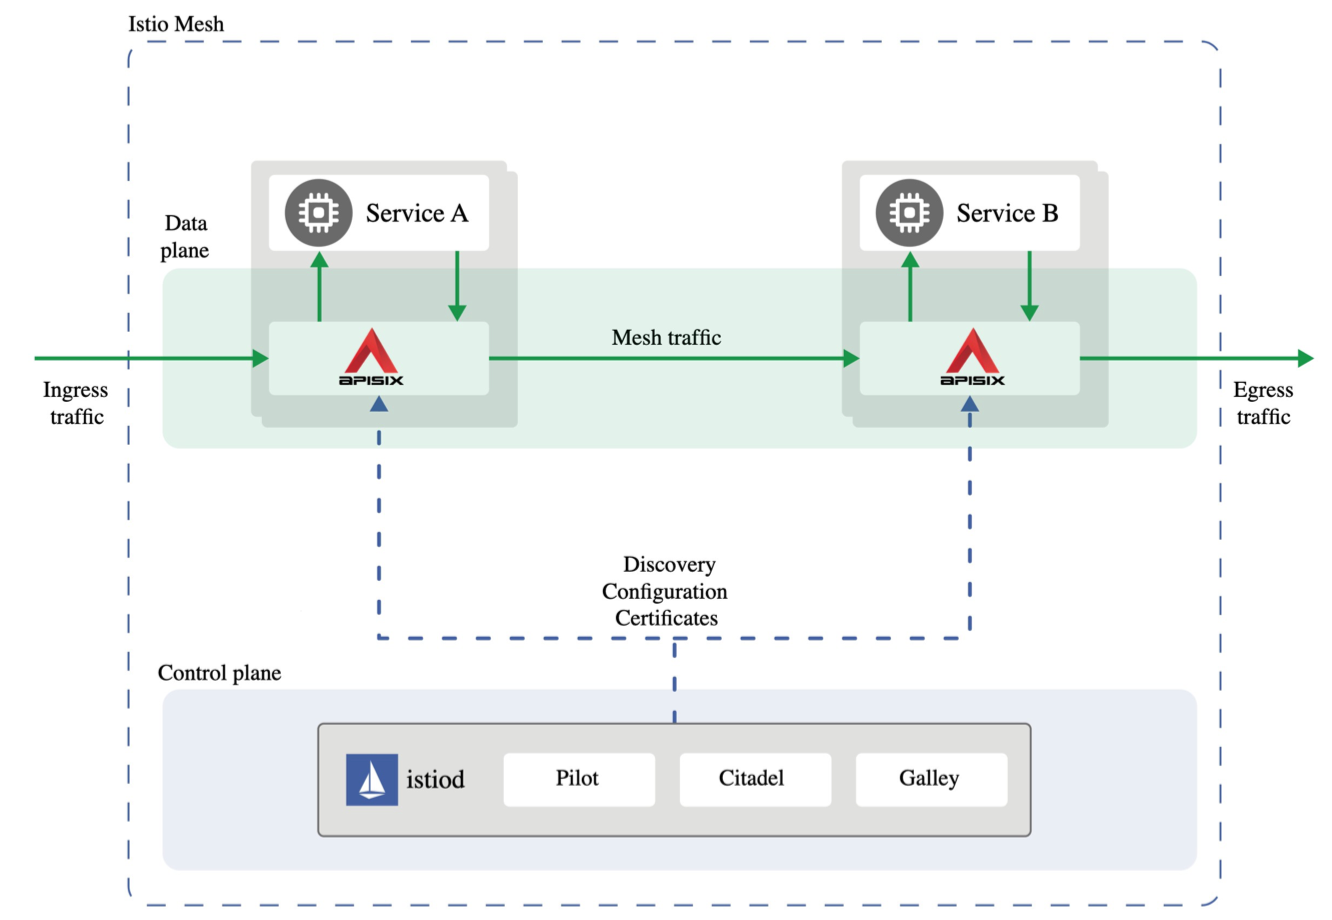 Istio Mesh
Service A
Service B
Data
plane
Mesh traffic
APISIX
APISIX
Ingress
traffic
Egress
traffic
Discovery
Configuration
Certificates
Control plane
istiod
Pilot
Citadel
Galley